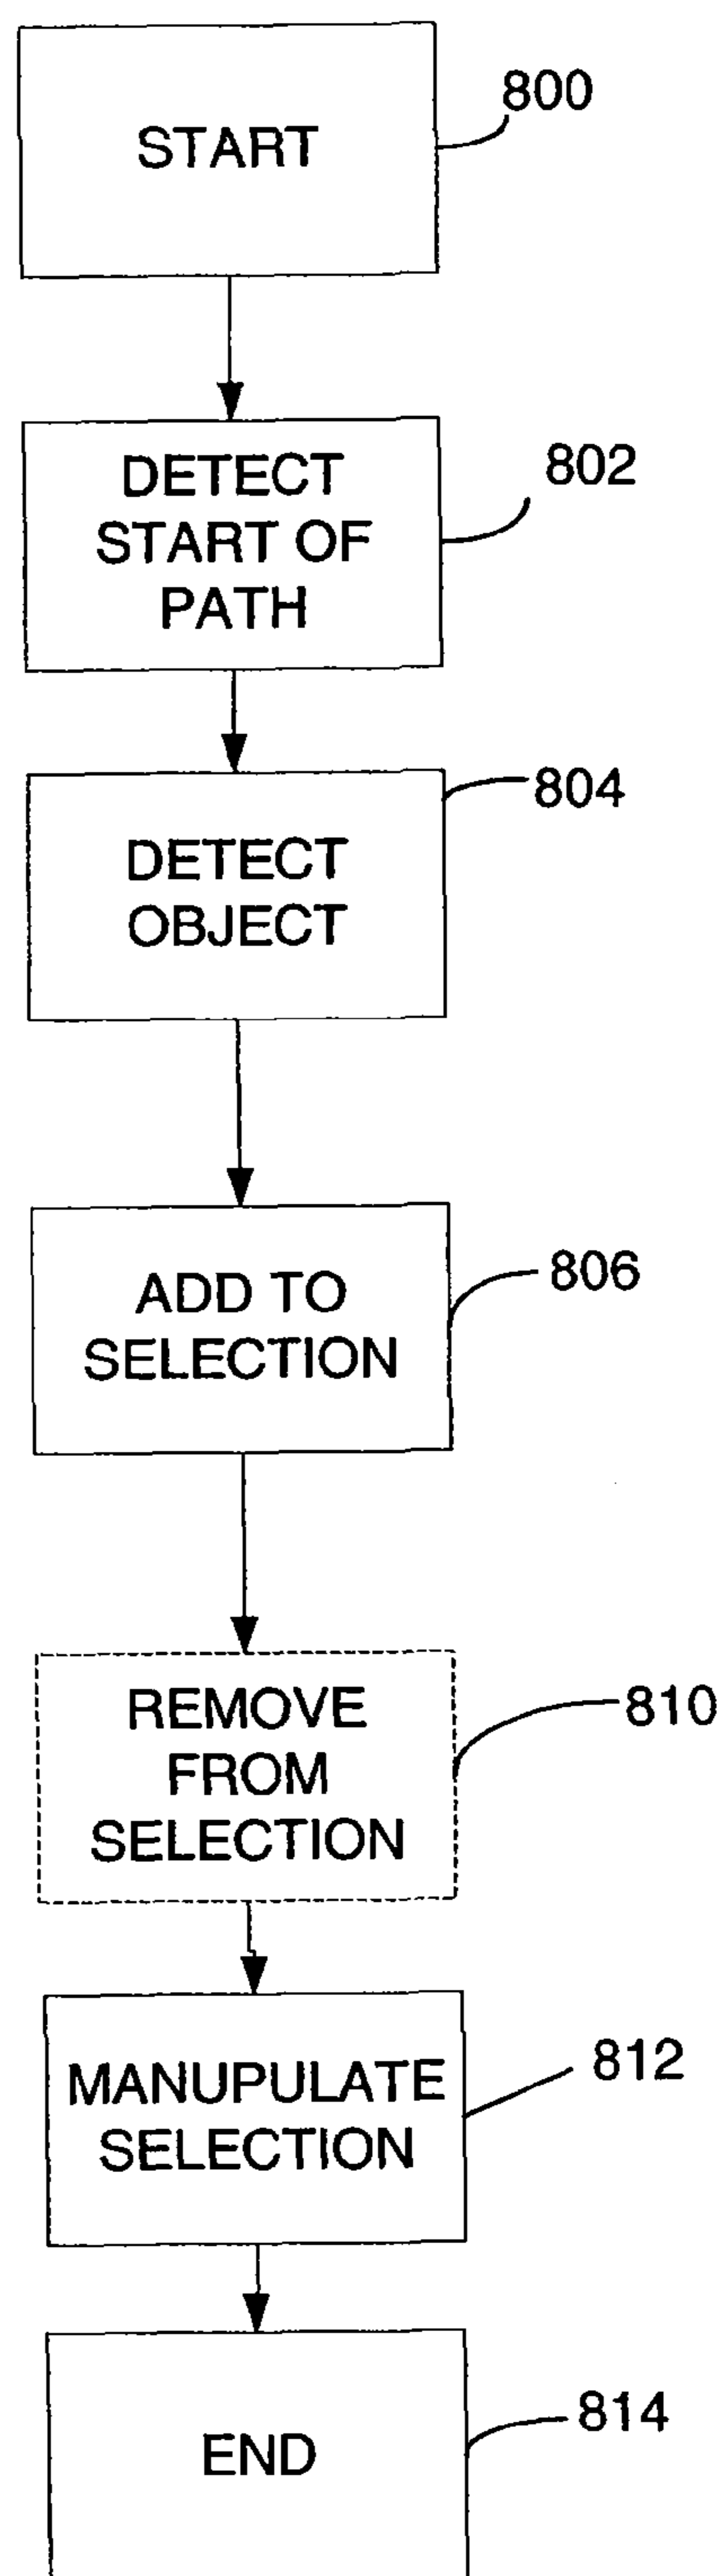 START
800
DETECT
START OF
PATH
802
DETECT
OBJECT
804
ADD TO
SELECTION
806
REMOVE
FROM
SELECTION
810
MANUPULATE
SELECTION
812
END
814